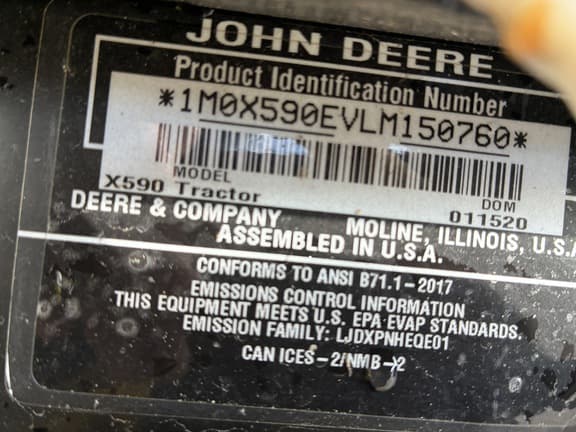 JOHN DEERE
Product Identification Number
*1M0X590EVLM150760*
MODEL
X590 Tractor
DOM
011520
DEERE & COMPANY MOLINE, ILLINOIS, U.S.A
ASSEMBLED IN U.S.A.
CONFORMS TO ANSI B71.1-2017
EMISSIONS CONTROL INFORMATION
THIS EQUIPMENT MEETS U.S. EPA EVAP STANDARDS.
EMISSION FAMILY: LJDXPNHEQE01
CAN ICES-2/NMB-2